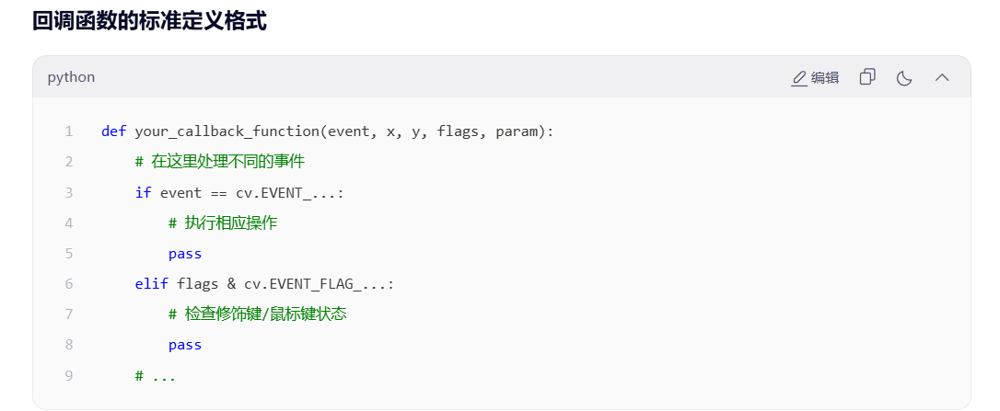 回调函数的标准定义格式
python 编辑
1 def your_callback_function(event, x, y, flags, param):
2 # 在这里处理不同的事件
3 if event == cv.EVENT_...:
4 # 执行相应操作
5 pass
6 elif flags & cv.EVENT_FLAG_...:
7 # 检查修饰键/鼠标键状态
8 pass
9 # ...